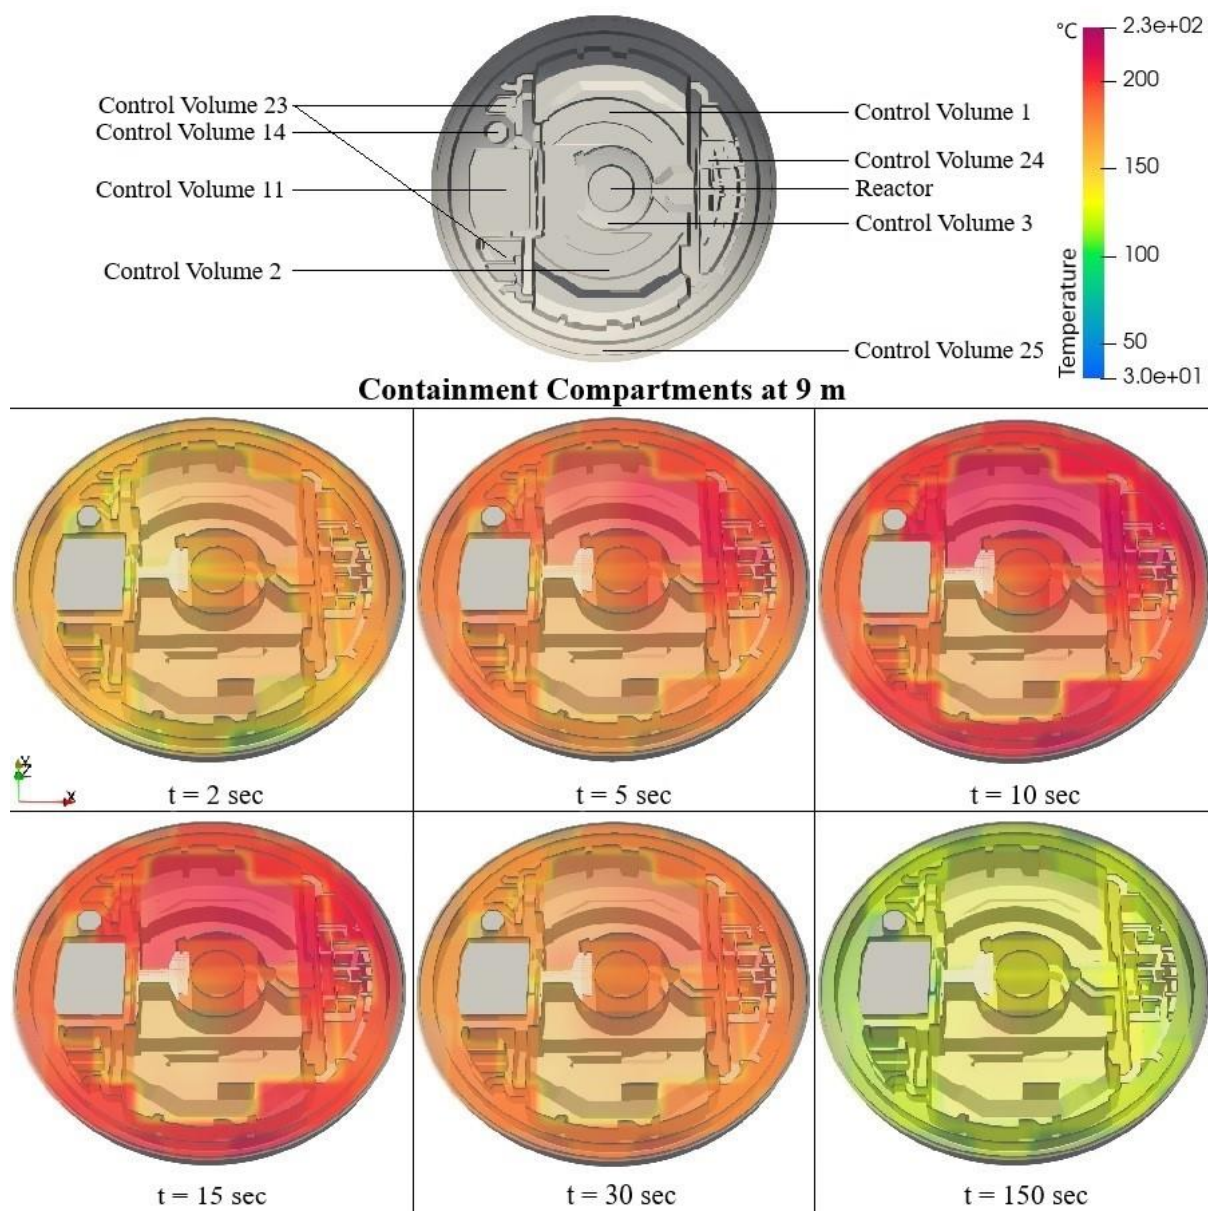 °C
2.3e+02
200
150
100
50
3.0e+01
Temperature
Control Volume 23
Control Volume 14
Control Volume 11
Control Volume 2
Control Volume 1
Control Volume 24
Reactor
Control Volume 3
Control Volume 25
Containment Compartments at 9 m
Y
Z
X
t = 2 sec
t = 5 sec
t = 10 sec
t = 15 sec
t = 30 sec
t = 150 sec